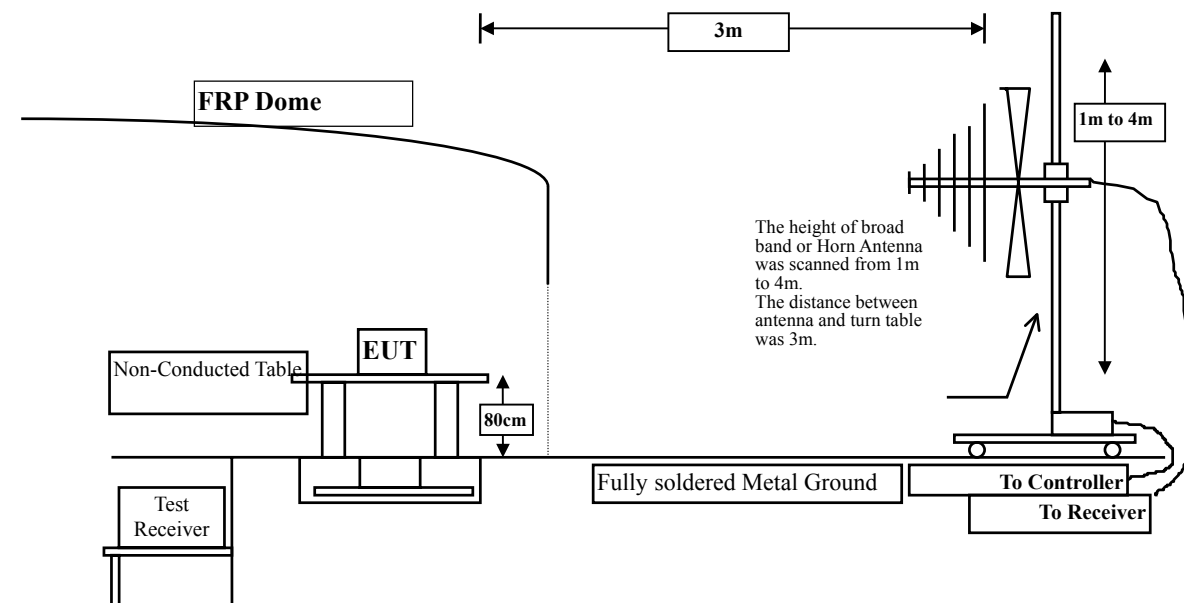 3m
FRP Dome
1m to 4m
The height of broad
band or Horn Antenna
was scanned from 1m
to 4m.
The distance between
antenna and turn table
was 3m.
EUT
Non-Conducted Table
80cm
Fully soldered Metal Ground
To Controller
Test
Receiver
To Receiver